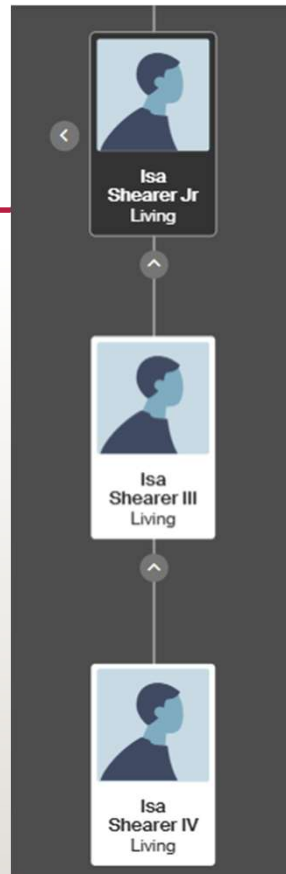 Isa
Shearer Jr
Living
Isa
Shearer III
Living
Isa
Shearer IV
Living